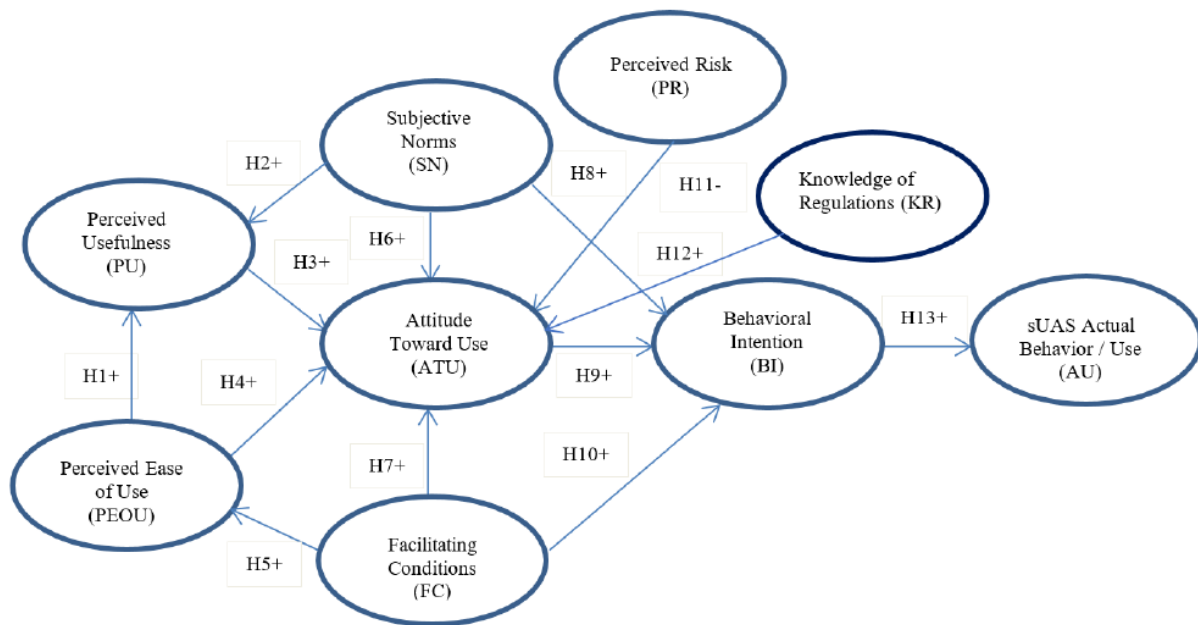 Perceived Risk
(PR)
Subjective
Norms
(SN)
H2+
H8+
H11-
Knowledge of
Regulations (KR)
Perceived
Usefulness
(PU)
H3+
H6+
H12+
Attitude
Toward Use
(ATU)
Behavioral
Intention
(BI)
H13+
sUAS Actual
Behavior / Use
(AU)
H1+
H4+
H9+
Perceived Ease
of Use
(PEOU)
H7+
H10+
H5+
Facilitating
Conditions
(FC)